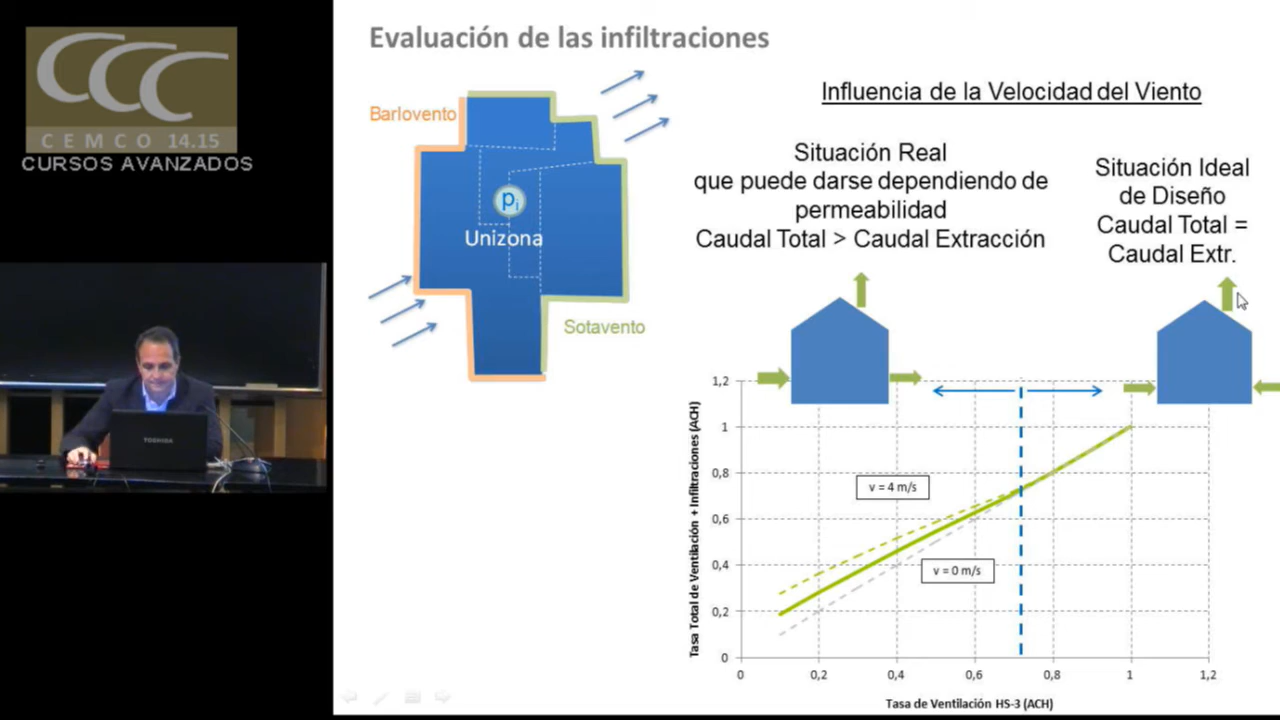 CCC
CEMCO 14.15
CURSOS AVANZADOS
TOSHIBA
Evaluación de las infiltraciones
Barlovento
pi
Unizona
Sotavento
Influencia de la Velocidad del Viento
Situación Real
que puede darse dependiendo de
permeabilidad
Caudal Total > Caudal Extracción
Situación Ideal
de Diseño
Caudal Total =
Caudal Extr.
Tasa Total de Ventilación + Infiltraciones (ACH)
1,2
1
0,8
0,6
0,4
0,2
0
v = 4 m/s
v = 0 m/s
0 0,2 0,4 0,6 0,8 1 1,2
Tasa de Ventilación HS-3 (ACH)